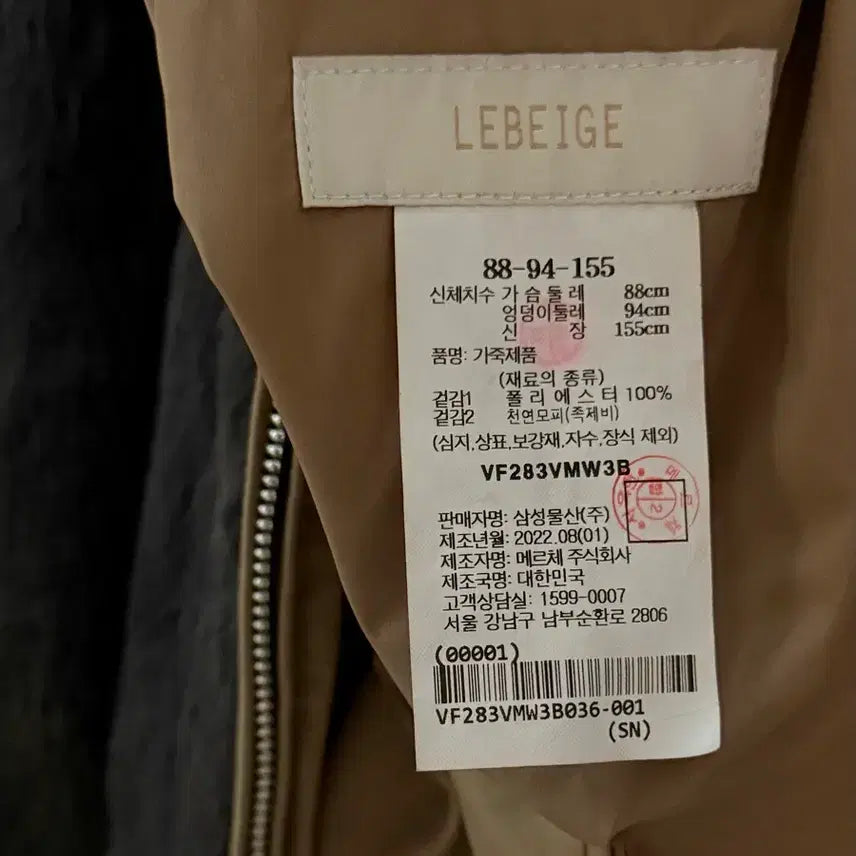 LEBEIGE
88-94-155
신체치수 가슴둘레 88cm
엉덩이둘레 94cm
신장 155cm
품명: 가죽제품
(재료의 종류)
겉감1 폴리에스터 100%
겉감2 천연모피(족제비)
(심지,상표,보강재,자수,장식 제외)
VF283VMW3B
판매자명: 삼성물산(주)
제조년월: 2022.08(01)
제조자명: 메르체 주식회사
제조국명: 대한민국
고객상담실: 1599-0007
서울 강남구 남부순환로 2806
(00001)
VF283VMW3B036-001
(SN)